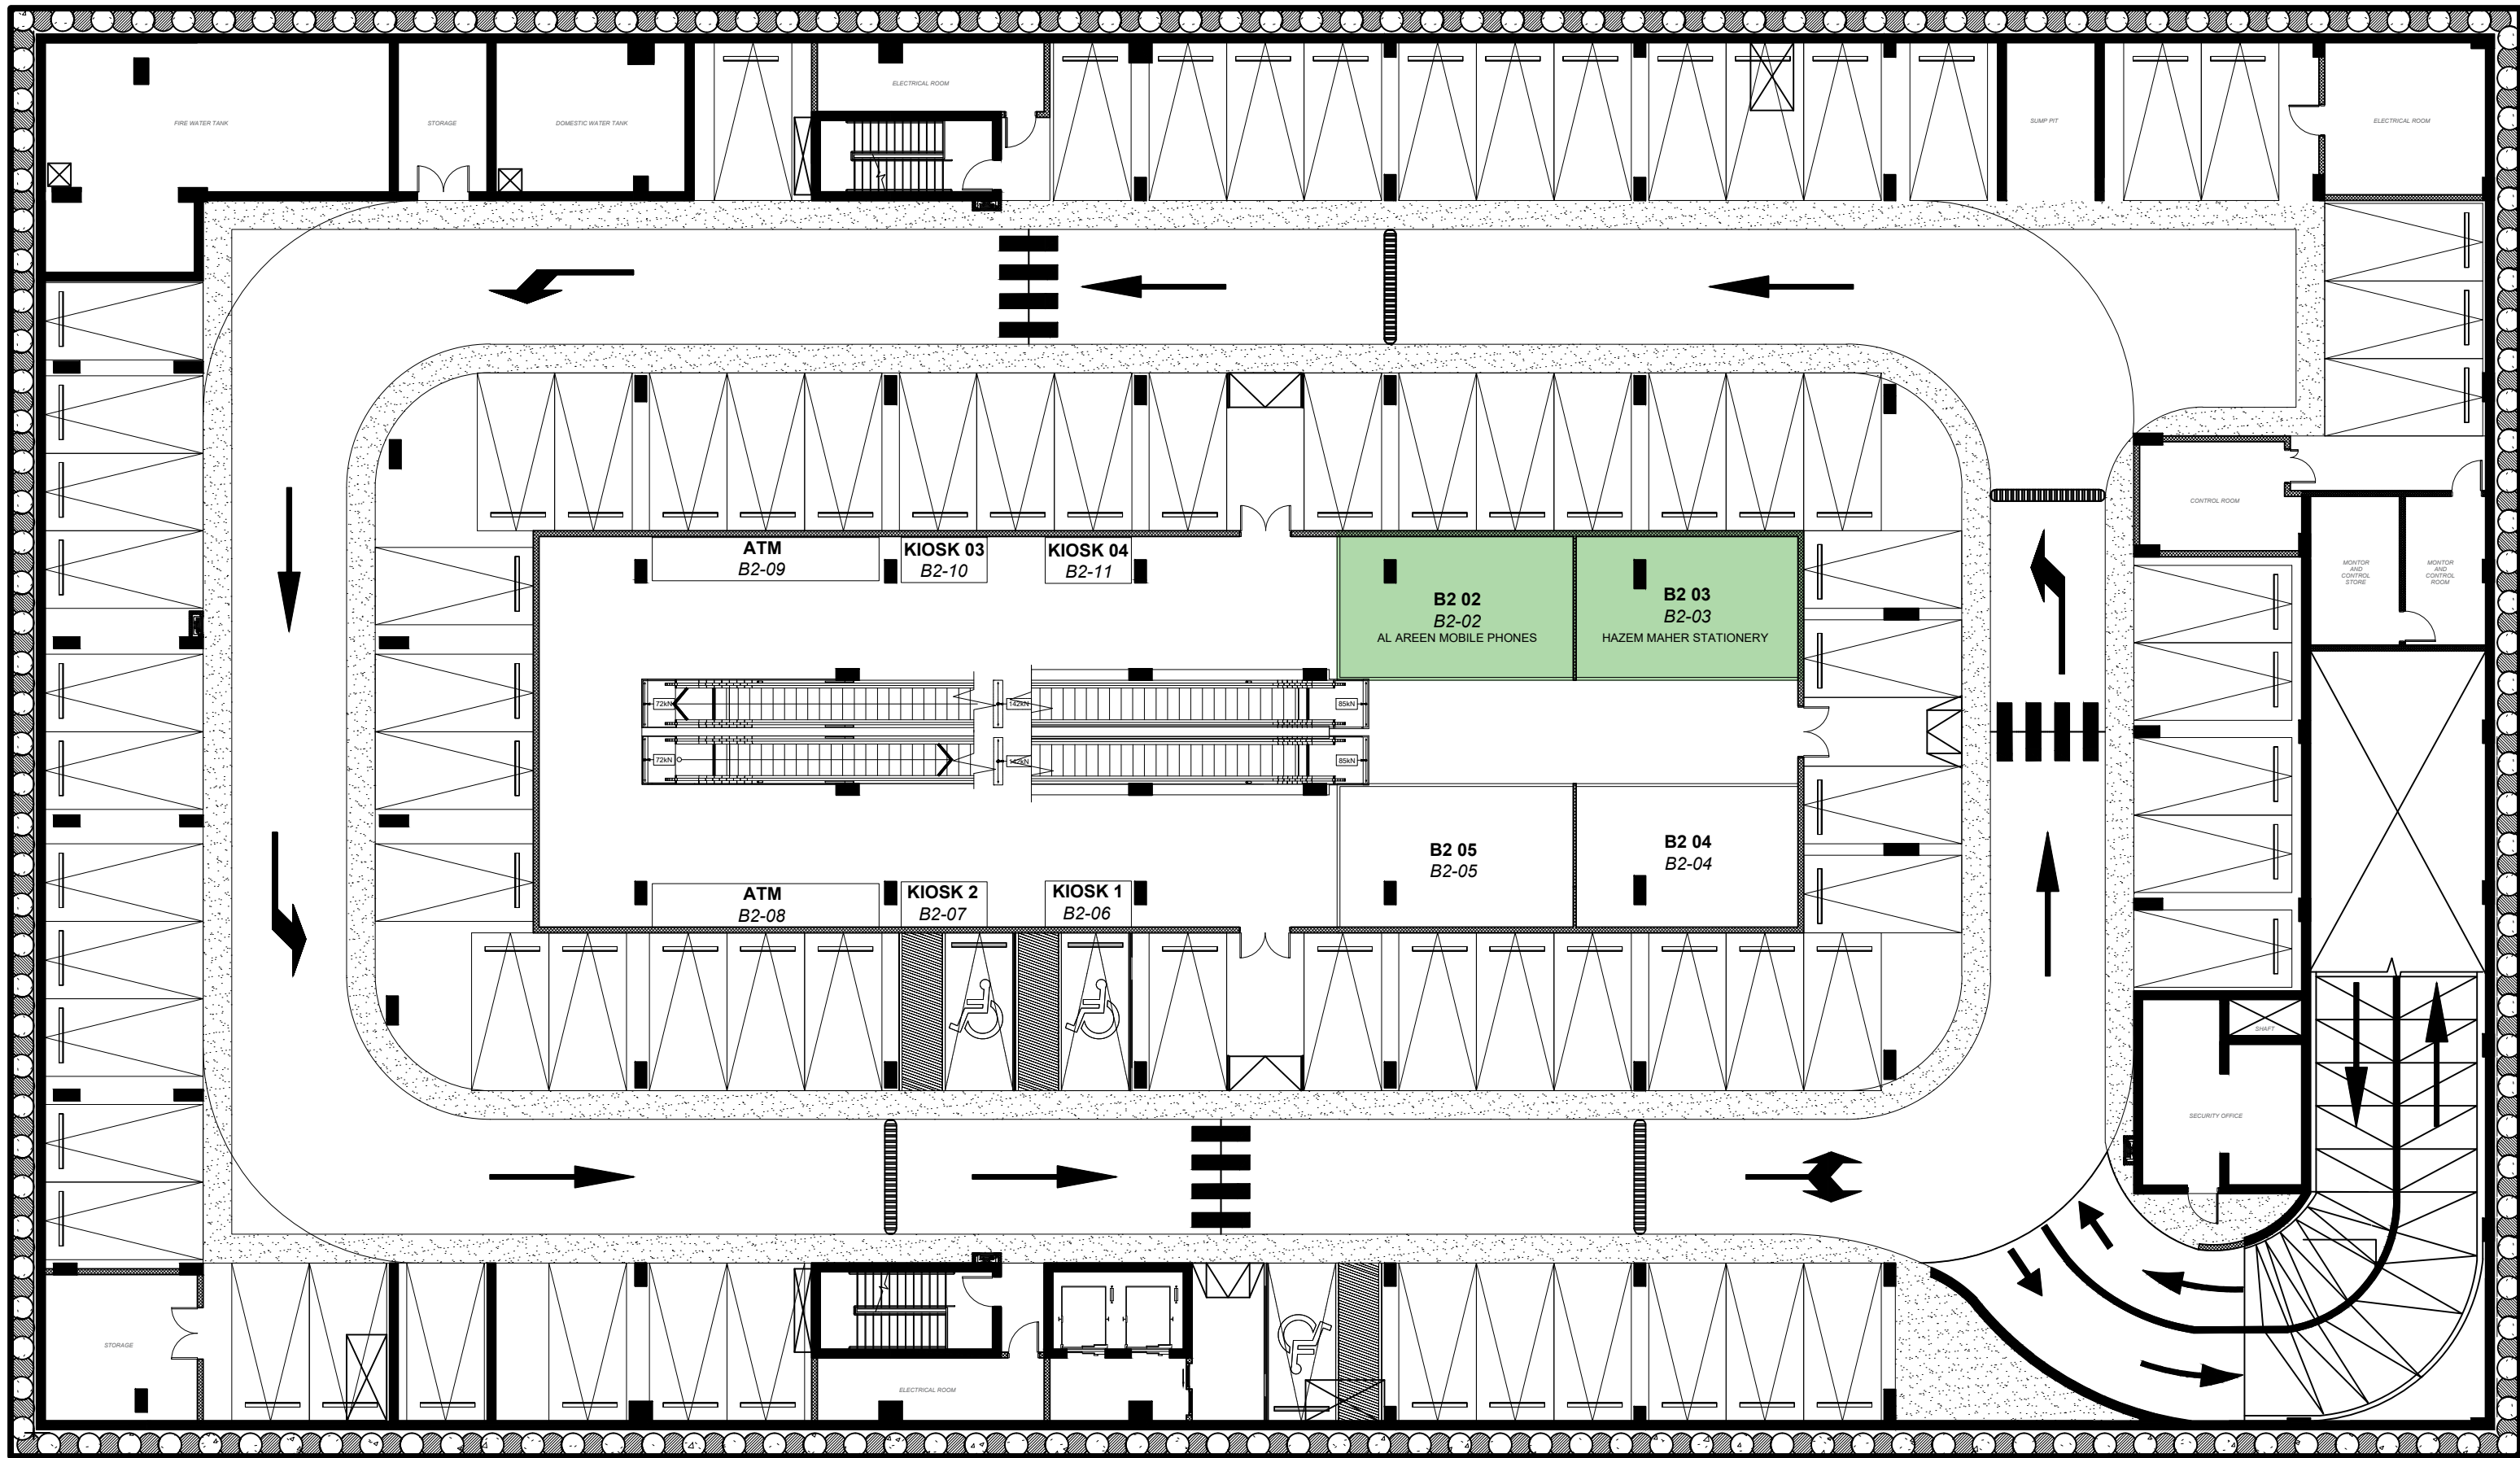 ELECTRICAL ROOM
FIRE WATER TANK
STORAGE
DOMESTIC WATER TANK
SUMP PIT
ELECTRICAL ROOM
CONTROL ROOM
MONTOR
AND
CONTROL
STORE
MONTOR
AND
CONTROL
ROOM
ATM
B2-09
KIOSK 03
B2-10
KIOSK 04
B2-11
B2 02
B2-02
AL AREEN MOBILE PHONES
B2 03
B2-03
HAZEM MAHER STATIONERY
72kN
142kN
85kN
72kN
142kN
85kN
B2 05
B2-05
B2 04
B2-04
ATM
B2-08
KIOSK 2
B2-07
KIOSK 1
B2-06
SHAFT
SECURITY OFFICE
STORAGE
ELECTRICAL ROOM